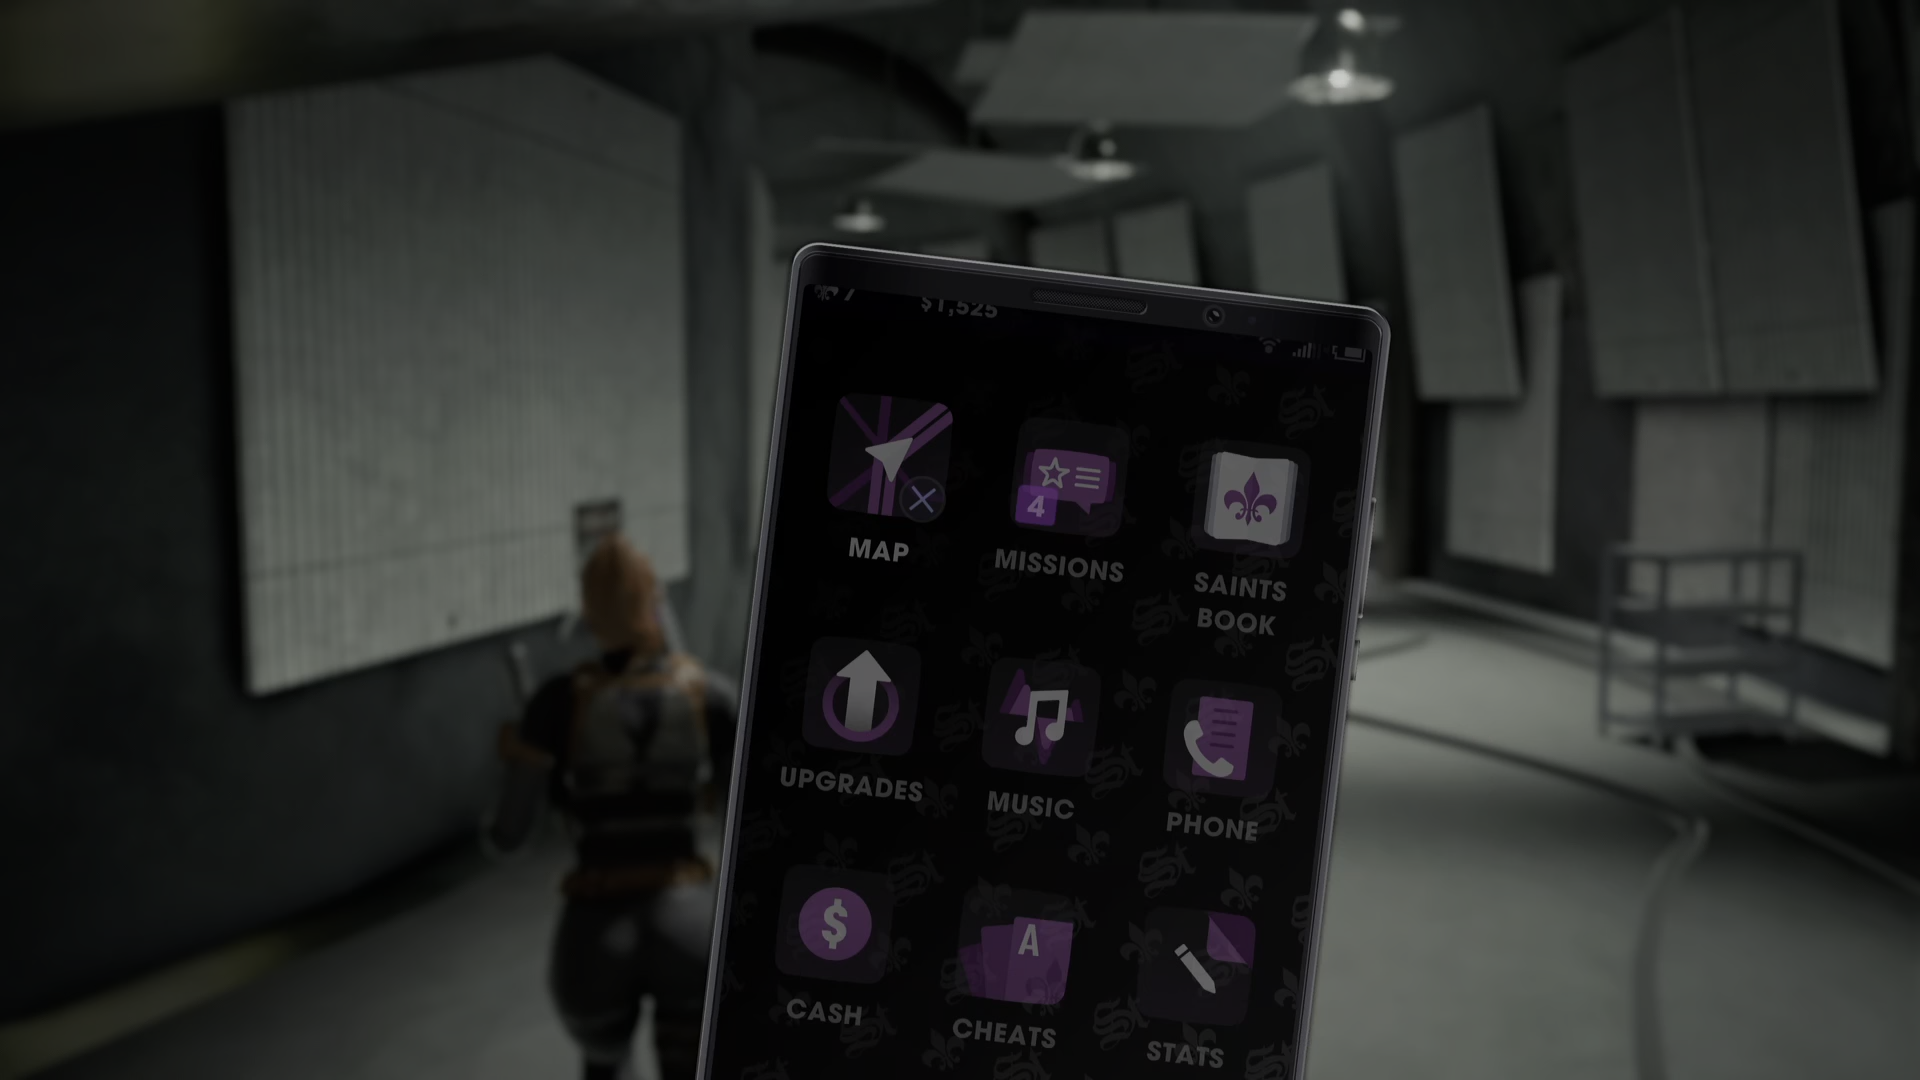 $1,525
MAP
4
MISSIONS
SAINTS
BOOK
UPGRADES
MUSIC
PHONE
$
CASH
A
CHEATS
STATS